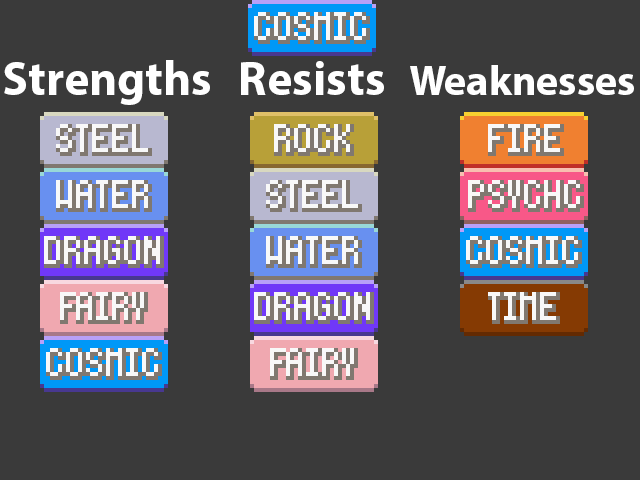 COSMIC
Strengths Resists Weaknesses
STEEL ROCK FIRE
WATER STEEL PSYCHC
DRAGON WATER COSMIC
FAIRY DRAGON TIME
COSMIC FAIRY